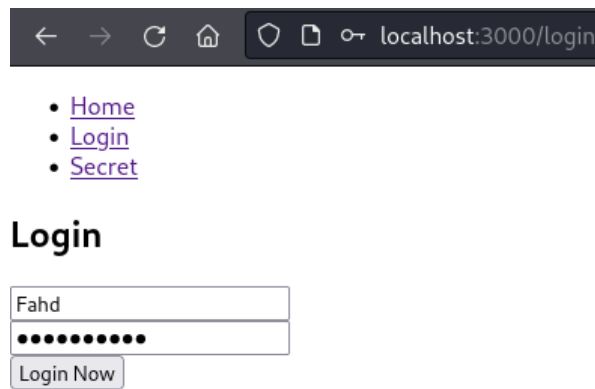 localhost:3000/login
Home
Login
Secret
Login
Fahd
••••••••••
Login Now